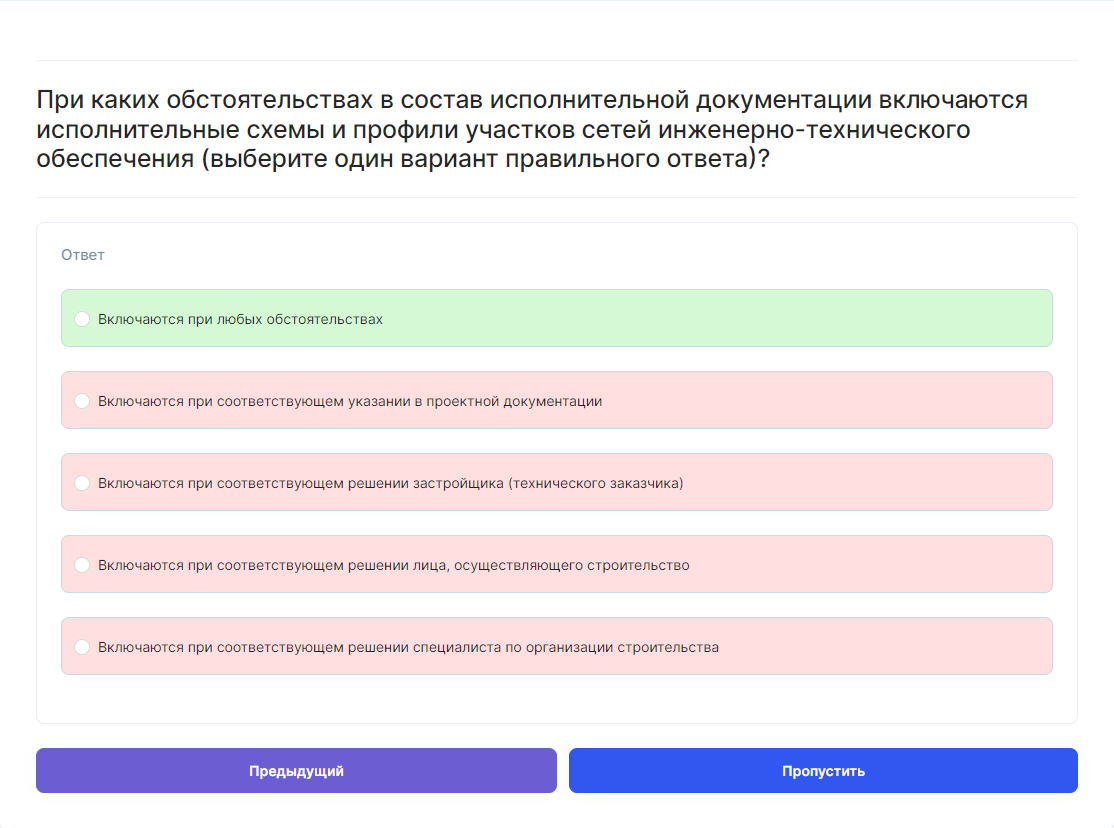 При каких обстоятельствах в состав исполнительной документации включаются
исполнительные схемы и профили участков сетей инженерно-технического
обеспечения (выберите один вариант правильного ответа)?
Ответ
Включаются при любых обстоятельствах
Включаются при соответствующем указании в проектной документации
Включаются при соответствующем решении застройщика (технического заказчика)
Включаются при соответствующем решении лица, осуществляющего строительство
Включаются при соответствующем решении специалиста по организации строительства
Предыдущий
Пропустить